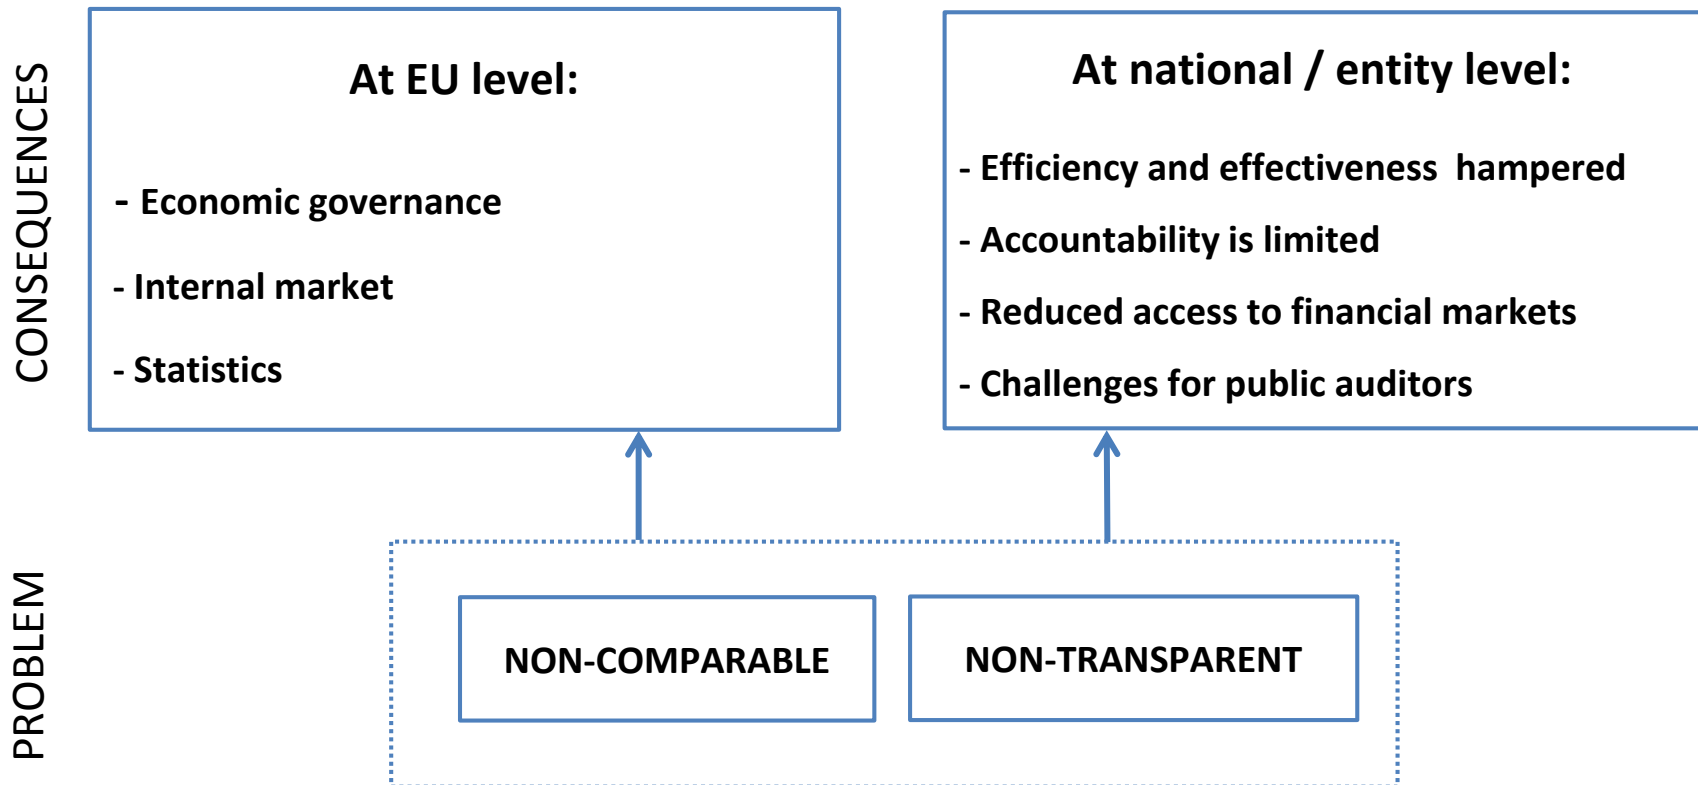 CONSEQUENCES
At EU level:
- Economic governance
- Internal market
- Statistics
At national / entity level:
- Efficiency and effectiveness  hampered
- Accountability is limited
- Reduced access to financial markets
- Challenges for public auditors
PROBLEM
NON-COMPARABLE
NON-TRANSPARENT